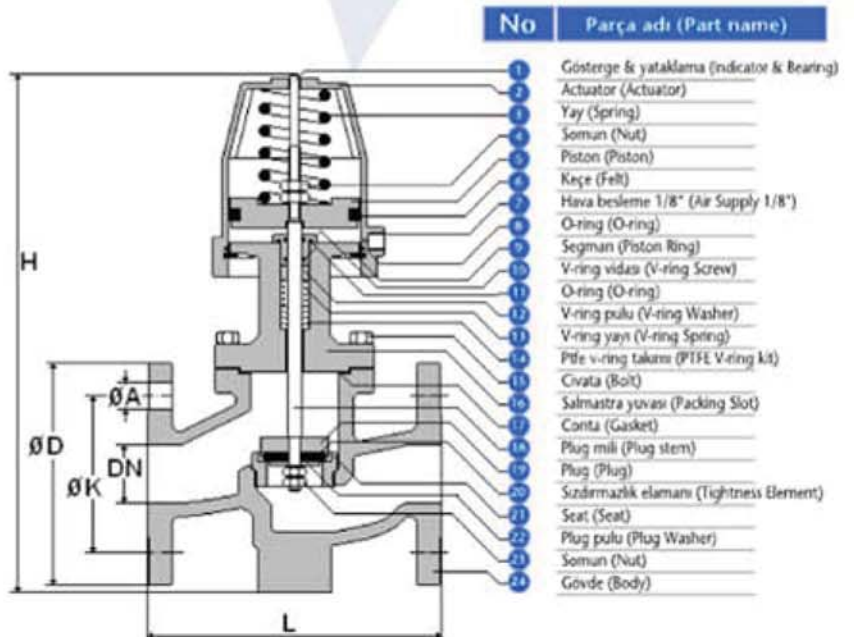 No Parça adı (Part name)
1 Gösterge & yataklama (Indicator & Bearing)
2 Actuator (Actuator)
3 Yay (Spring)
4 Somun (Nut)
5 Piston (Piston)
6 Keçe (Felt)
7 Hava besleme 1/8" (Air Supply 1/8")
8 O-ring (O-ring)
9 Segman (Piston Ring)
10 V-ring vidası (V-ring Screw)
11 O-ring (O-ring)
12 V-ring pulu (V-ring Washer)
13 V-ring yayı (V-ring Spring)
14 Ptfe v-ring takımı (PTFE V-ring kit)
15 Civata (Bolt)
16 Salmastra yuvası (Packing Slot)
17 Conta (Gasket)
18 Plug mili (Plug stem)
19 Plug (Plug)
20 Sızdırmazlık elamanı (Tightness Element)
21 Seat (Seat)
22 Plug pulu (Plug Washer)
23 Somun (Nut)
24 Gövde (Body)
H
ØA
ØD
DN
ØK
L